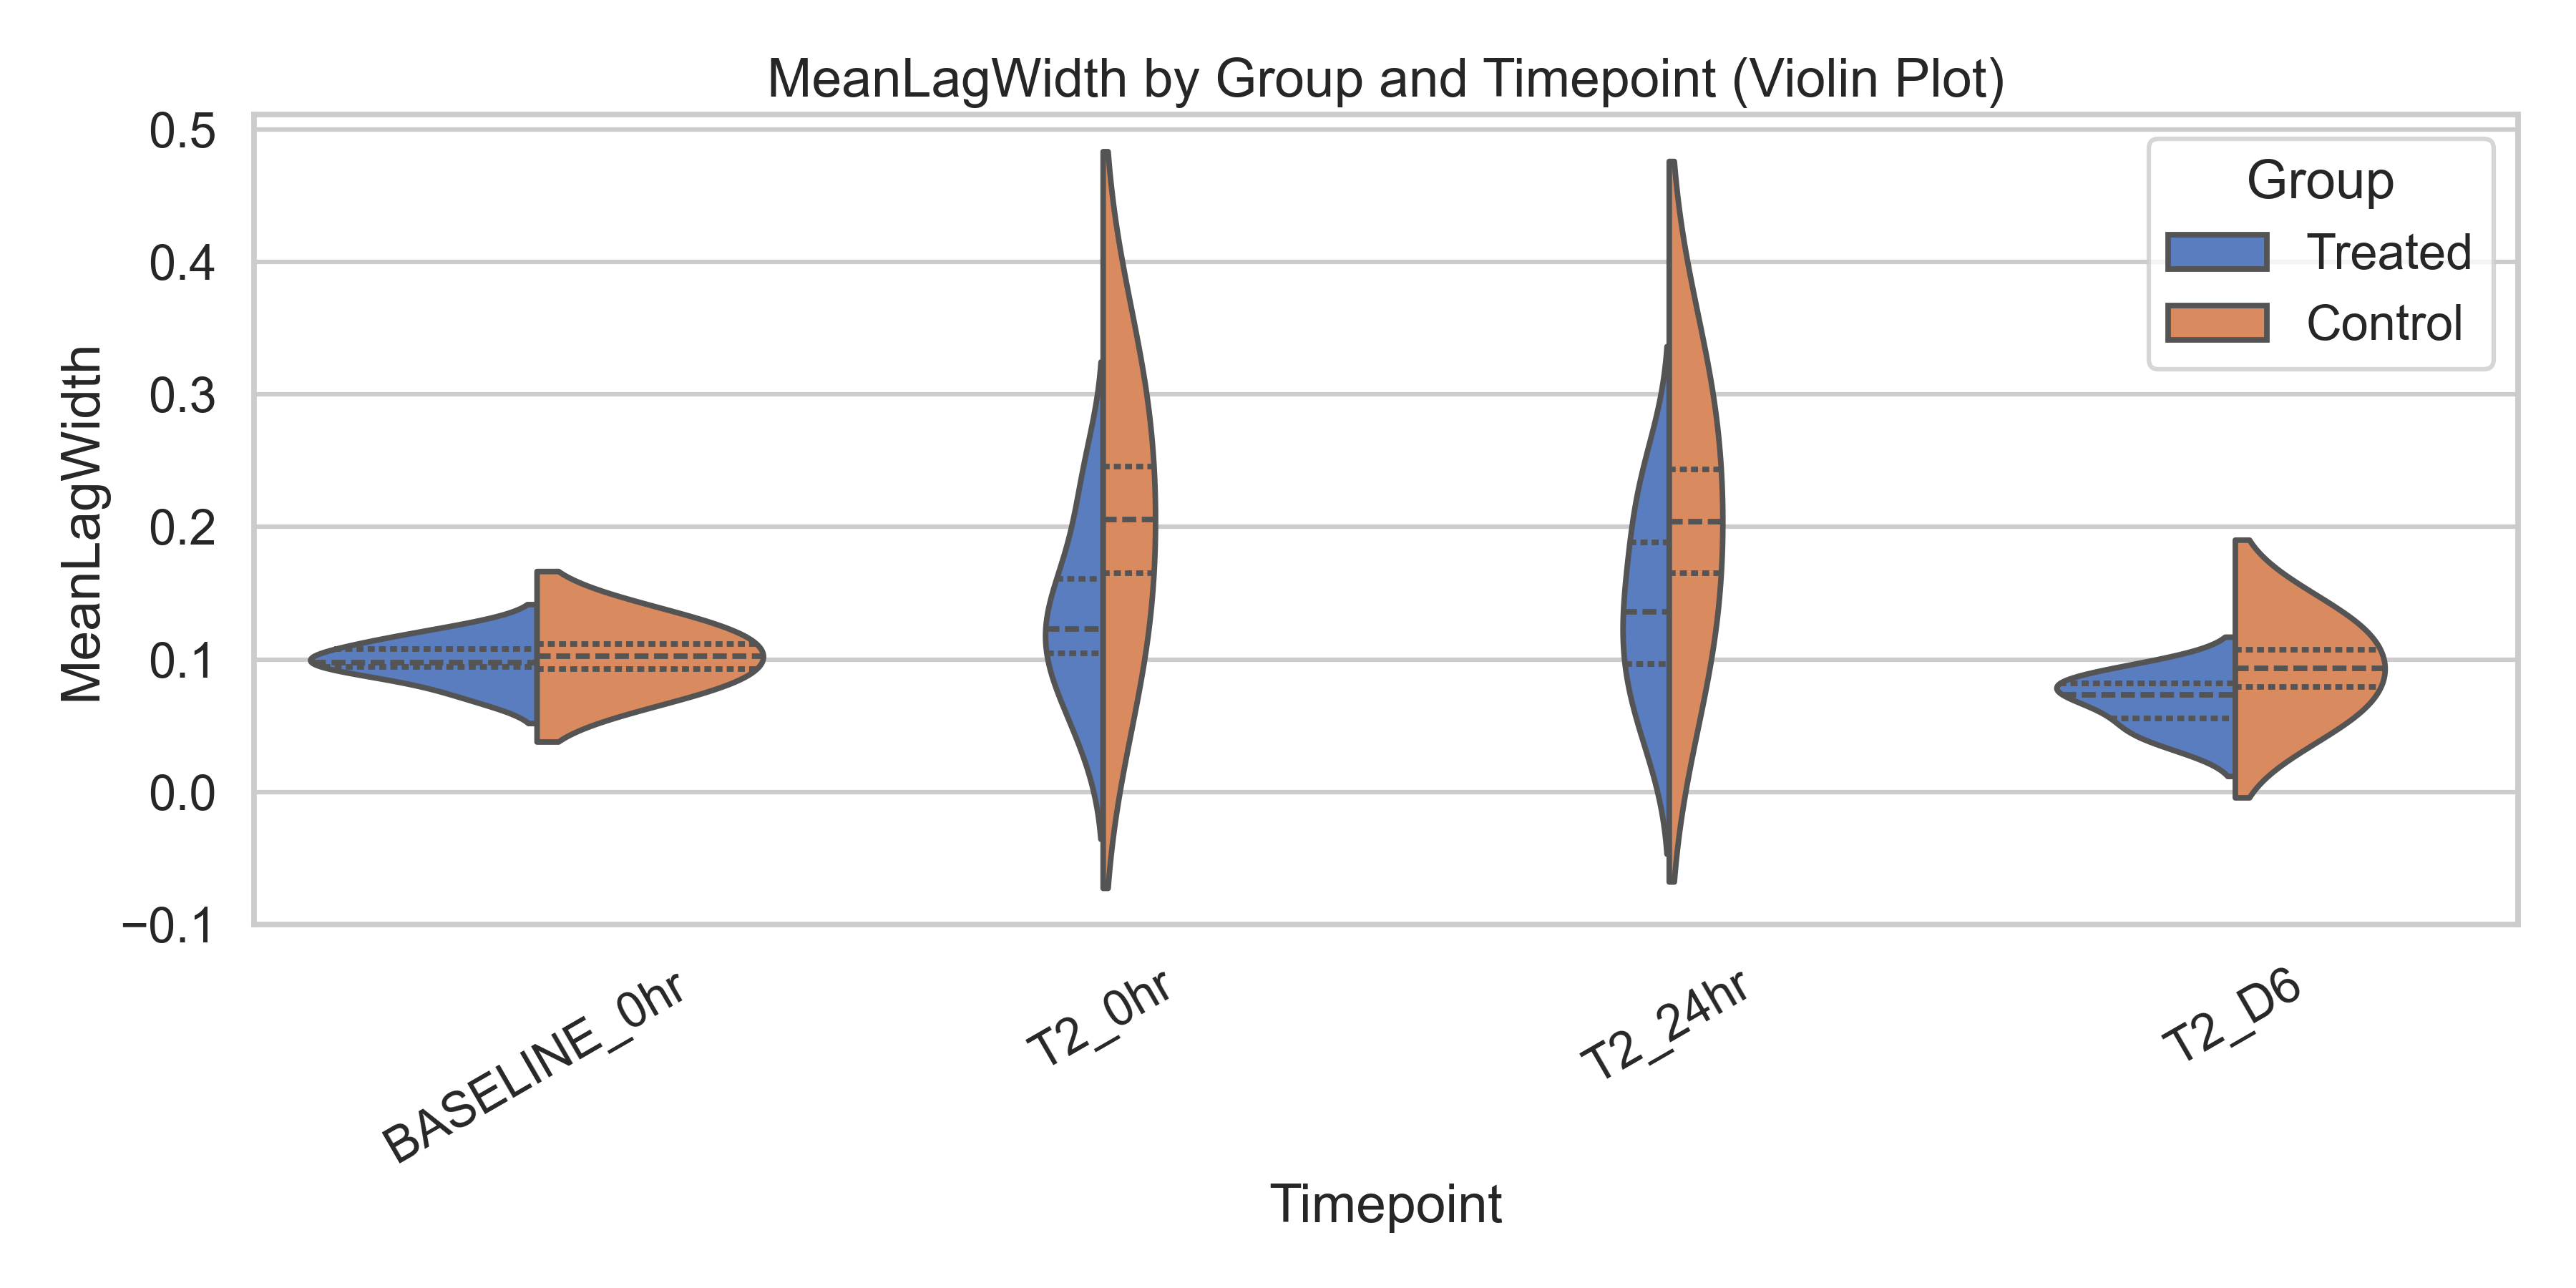 MeanLagWidth by Group and Timepoint (Violin Plot)
0.5
0.4
0.3
0.2
0.1
0.0
−0.1
MeanLagWidth
Group
Treated
Control
BASELINE_0hr
T2_0hr
T2_24hr
T2_D6
Timepoint